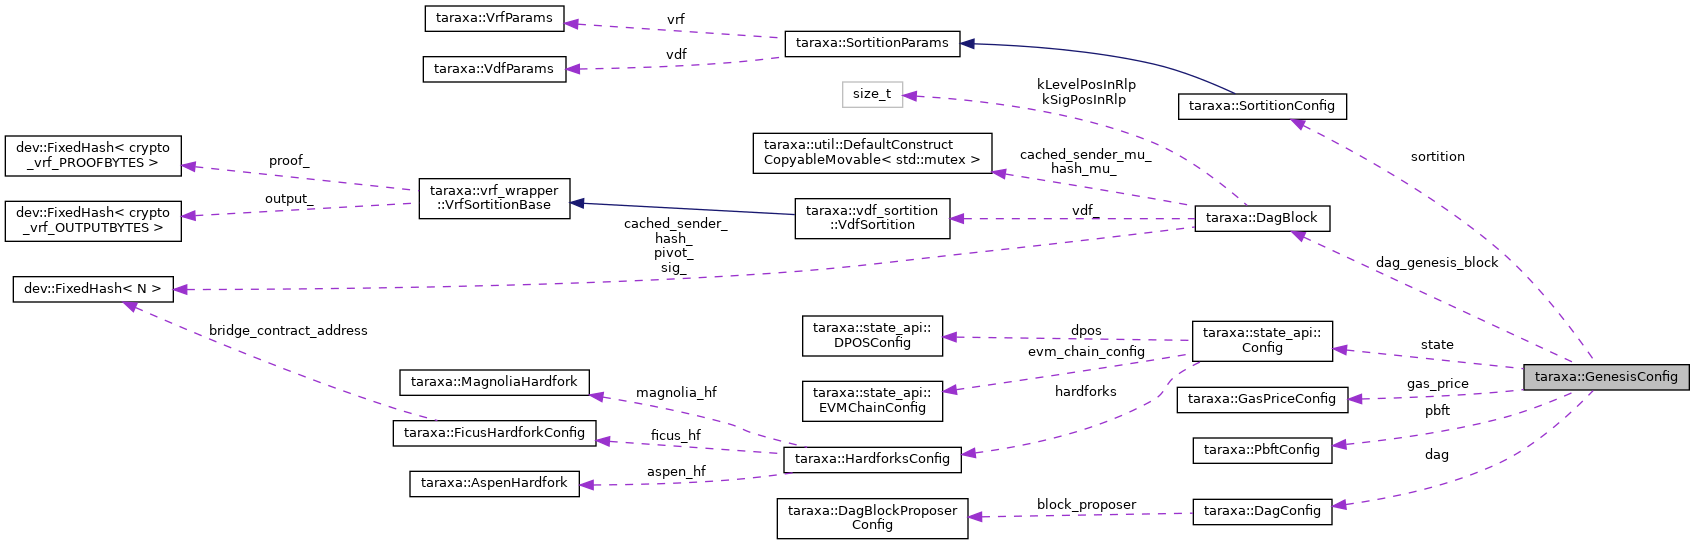 taraxa::VrfParams
vrf
taraxa::SortitionParams
taraxa::VdfParams
vdf
size_t
kLevelPosInRlp
kSigPosInRlp
taraxa::SortitionConfig
dev::FixedHash< crypto
_vrf_PROOFBYTES >
proof_
taraxa::util::DefaultConstruct
CopyableMovable< std::mutex >
cached_sender_mu_
hash_mu_
sortition
taraxa::vrf_wrapper
::VrfSortitionBase
dev::FixedHash< crypto
_vrf_OUTPUTBYTES >
output_
taraxa::vdf_sortition
::VdfSortition
vdf_
taraxa::DagBlock
cached_sender_
hash_
pivot_
sig_
dag_genesis_block
dev::FixedHash< N >
bridge_contract_address
taraxa::state_api::
DPOSConfig
dpos
taraxa::state_api::
Config
state
evm_chain_config
taraxa::state_api::
EVMChainConfig
hardforks
taraxa::GenesisConfig
taraxa::MagnoliaHardfork
magnolia_hf
taraxa::GasPriceConfig
gas_price
pbft
taraxa::FicusHardforkConfig
ficus_hf
taraxa::HardforksConfig
taraxa::PbftConfig
dag
taraxa::AspenHardfork
aspen_hf
taraxa::DagBlockProposer
Config
block_proposer
taraxa::DagConfig